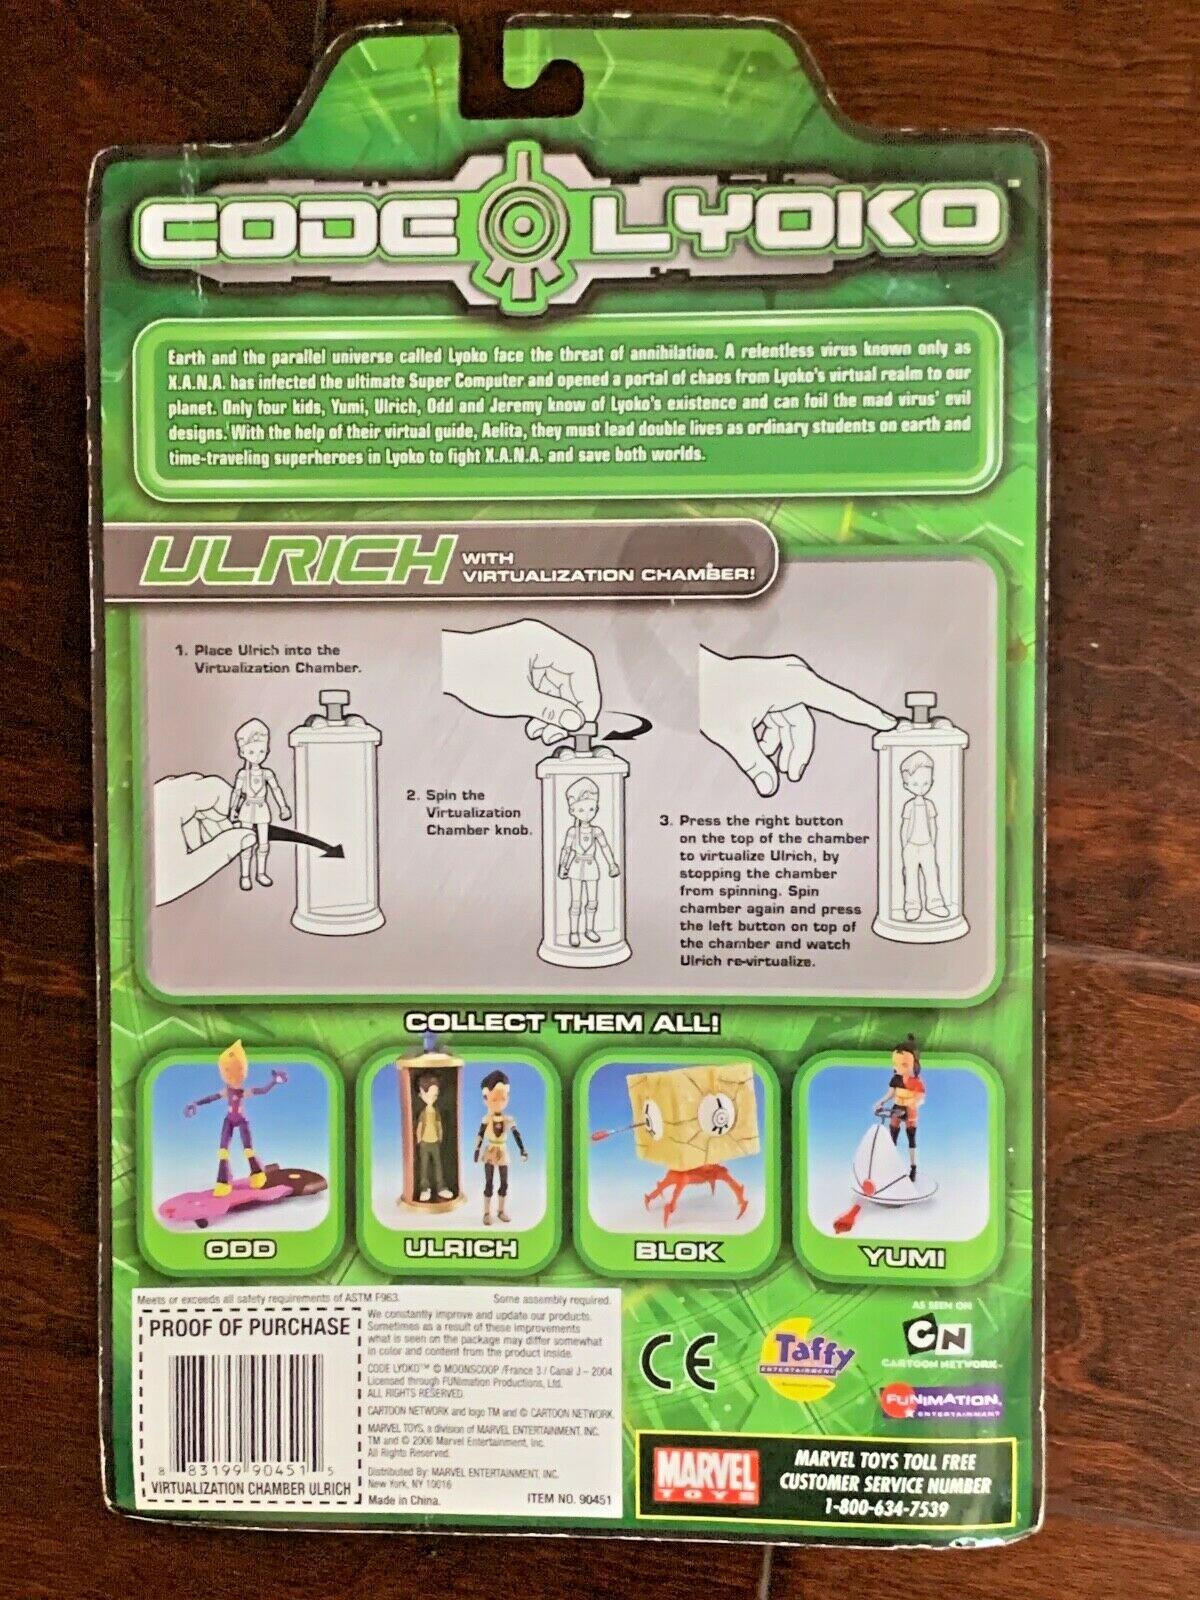 CODE LYOKO™
Earth and the parallel universe called Lyoko face the threat of annihilation. A relentless virus known only as
X.A.N.A. has infected the ultimate Super Computer and opened a portal of chaos from Lyoko's virtual realm to our
planet. Only four kids, Yumi, Ulrich, Odd and Jeremy know of Lyoko's existence and can foil the mad virus' evil
designs. With the help of their virtual guide, Aelita, they must lead double lives as ordinary students on earth and
time-traveling superheroes in Lyoko to fight X.A.N.A. and save both worlds.
ULRICH WITH
VIRTUALIZATION CHAMBER!
1. Place Ulrich into the
Virtualization Chamber.
2. Spin the
Virtualization
Chamber knob.
3. Press the right button
on the top of the chamber
to virtualize Ulrich, by
stopping the chamber
from spinning. Spin
chamber again and press
the left button on top of
the chamber and watch
Ulrich re-virtualize.
COLLECT THEM ALL!
ODD
ULRICH
BLOK
YUMI
Meets or exceeds all safety requirements of ASTM F963. Some assembly required.
PROOF OF PURCHASE
8 83199 90451 5
VIRTUALIZATION CHAMBER ULRICH
We constantly improve and update our products.
Sometimes as a result of these improvements
what is seen on the package may differ somewhat
in color and content from the product inside.
CODE LYOKO™ © MOONSCOOP /France 3 / Canal J – 2004
Licensed through FUNimation Productions, Ltd.
ALL RIGHTS RESERVED
CARTOON NETWORK and logo TM and © CARTOON NETWORK.
MARVEL TOYS, a division of MARVEL ENTERTAINMENT, INC.
TM and © 2006 Marvel Entertainment, Inc.
All Rights Reserved.
Distributed By: MARVEL ENTERTAINMENT, INC.
New York, NY 10016
Made in China. ITEM NO. 90451
CE
Taffy
ENTERTAINMENT
AS SEEN ON
CN
CARTOON NETWORK™
FUNIMATION.
ENTERTAINMENT
MARVEL
TOYS
MARVEL TOYS TOLL FREE
CUSTOMER SERVICE NUMBER
1-800-634-7539